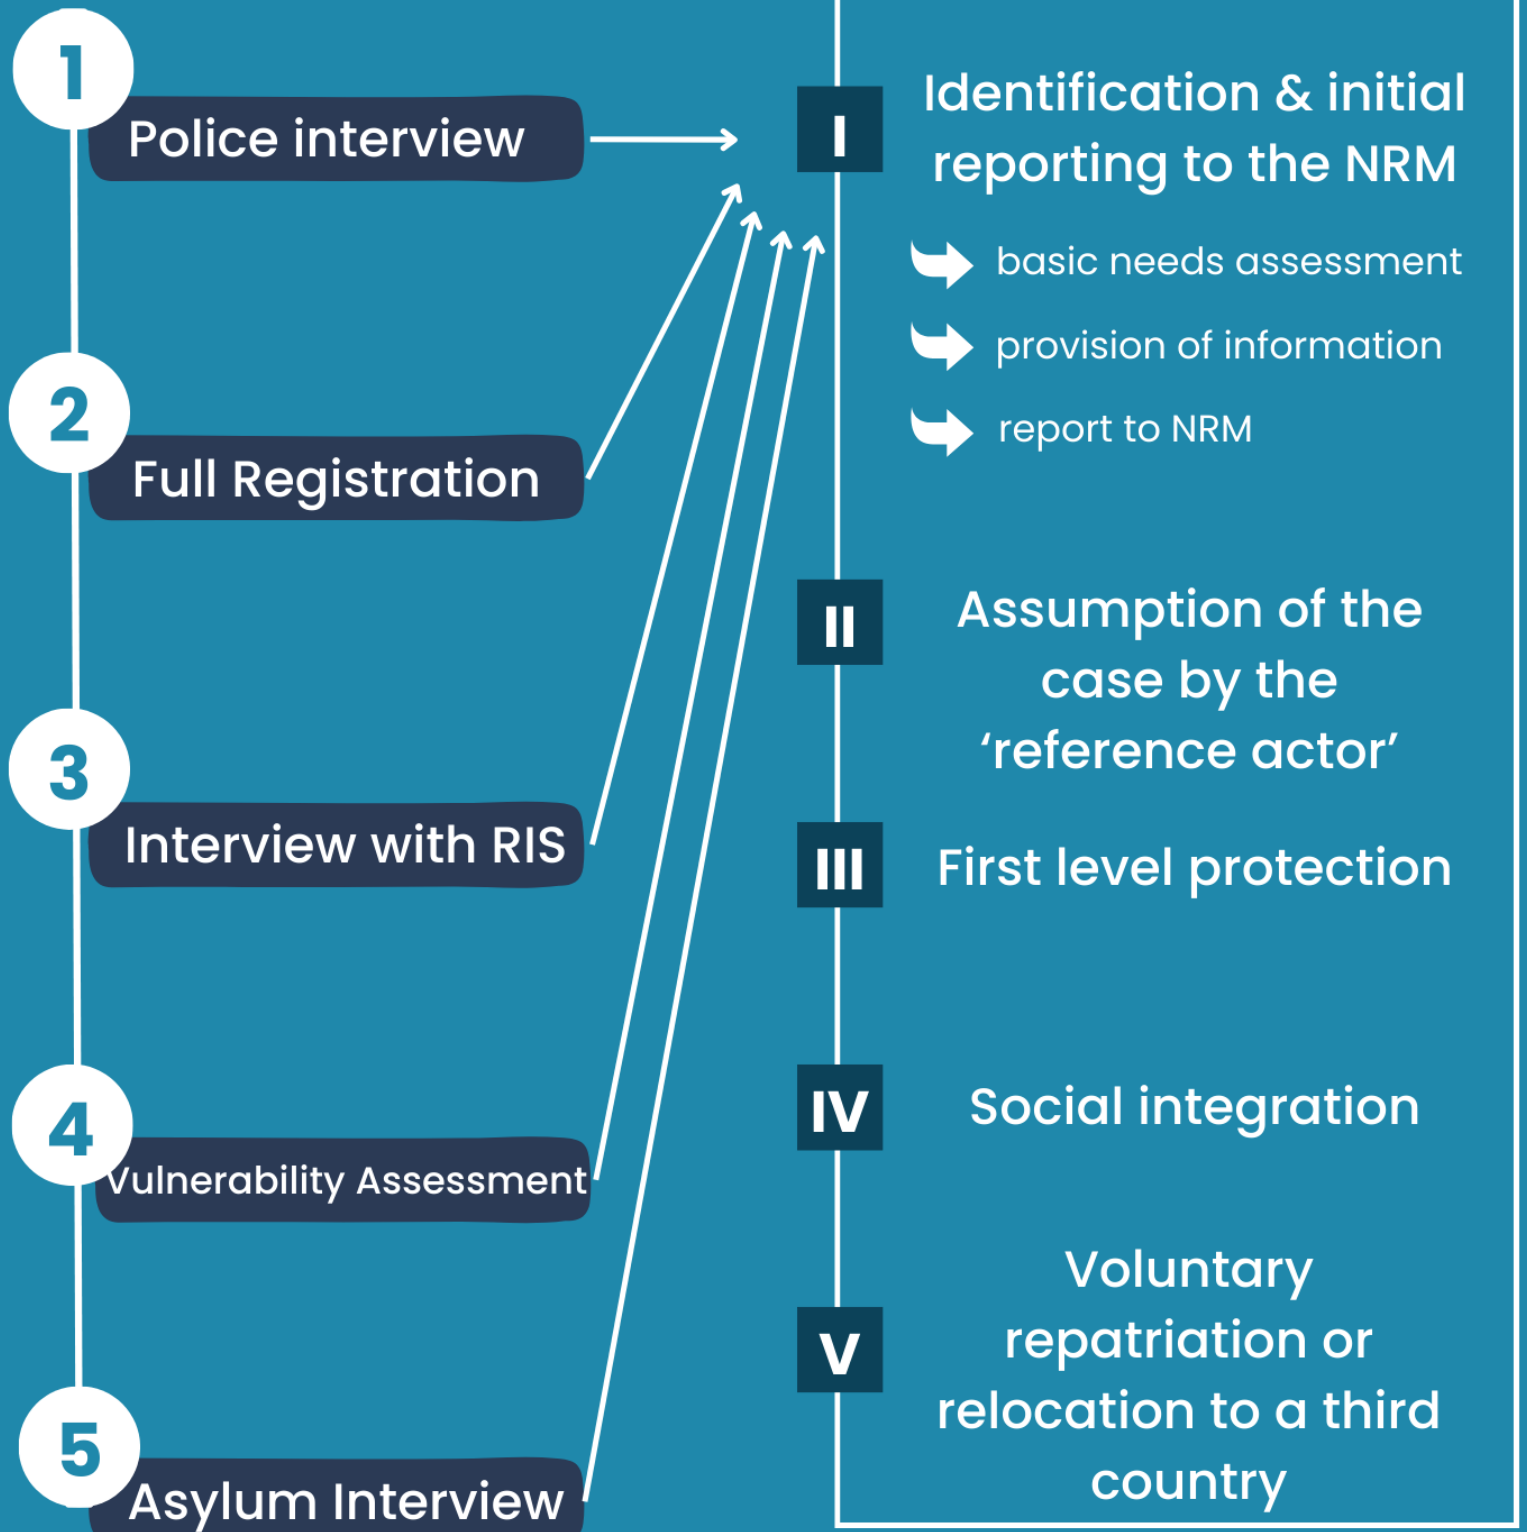 1
Police interview
2
Full Registration
3
Interview with RIS
4
Vulnerability Assessment
5
Asylum Interview
I
Identification & initial
reporting to the NRM
basic needs assessment
provision of information
report to NRM
II
Assumption of the
case by the
‘reference actor’
III
First level protection
IV
Social integration
V
Voluntary
repatriation or
relocation to a third
country